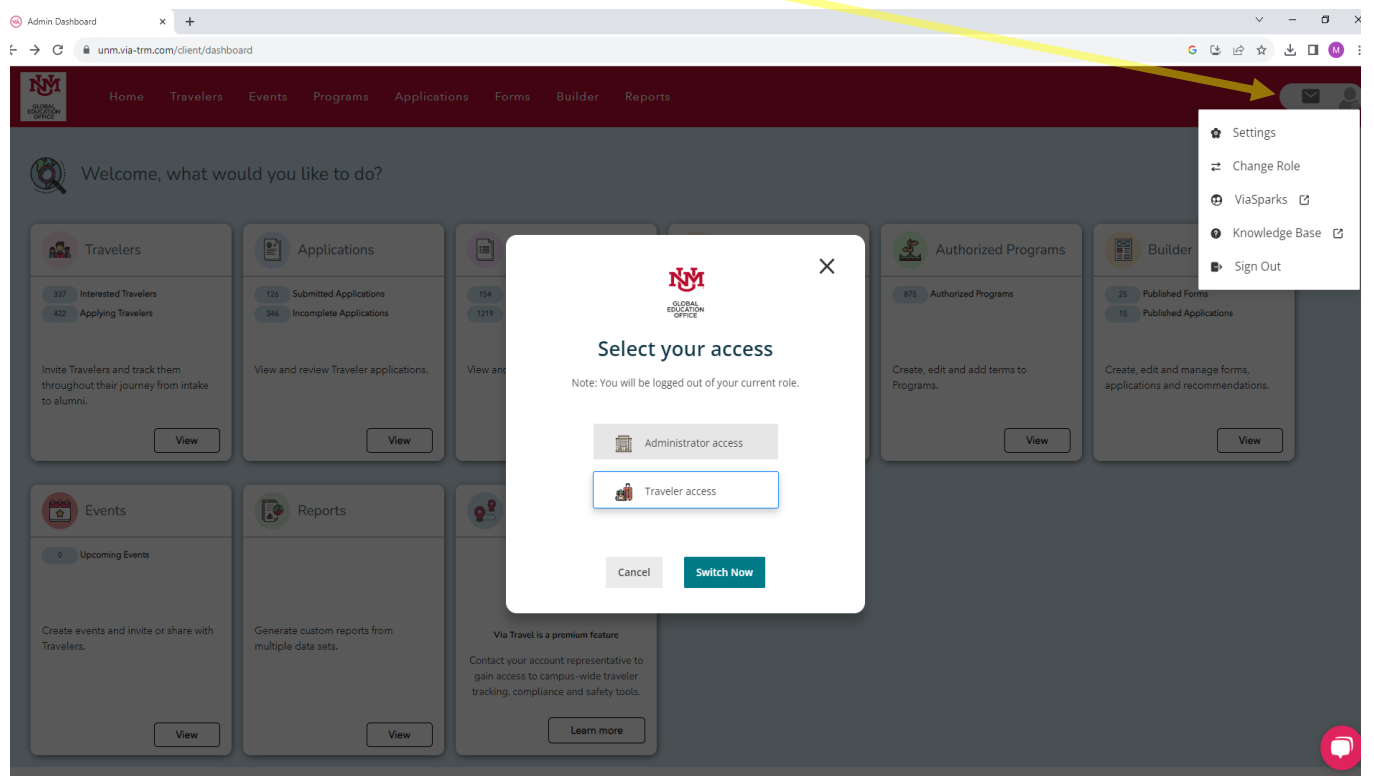 Admin Dashboard
unm.via-trm.com/client/dashboard
M
NM
GLOBAL
EDUCATION
OFFICE
Home Travelers Events Programs Applications Forms Builder Reports
Settings
Change Role
ViaSparks
Knowledge Base
Sign Out
Welcome, what would you like to do?
Travelers
337 Interested Travelers
422 Applying Travelers
Invite Travelers and track them
throughout their journey from intake
to alumni.
View
Applications
126 Submitted Applications
346 Incomplete Applications
View and review Traveler applications.
View
154
1219
View and
Authorized Programs
875 Authorized Programs
Create, edit and add terms to
Programs.
View
Builder
25 Published Forms
15 Published Applications
Create, edit and manage forms,
applications and recommendations.
View
NM
GLOBAL
EDUCATION
OFFICE
Select your access
Note: You will be logged out of your current role.
Administrator access
Traveler access
Cancel Switch Now
Events
0 Upcoming Events
Create events and invite or share with
Travelers.
View
Reports
Generate custom reports from
multiple data sets.
View
Via Travel is a premium feature
Contact your account representative to
gain access to campus-wide traveler
tracking, compliance and safety tools.
Learn more